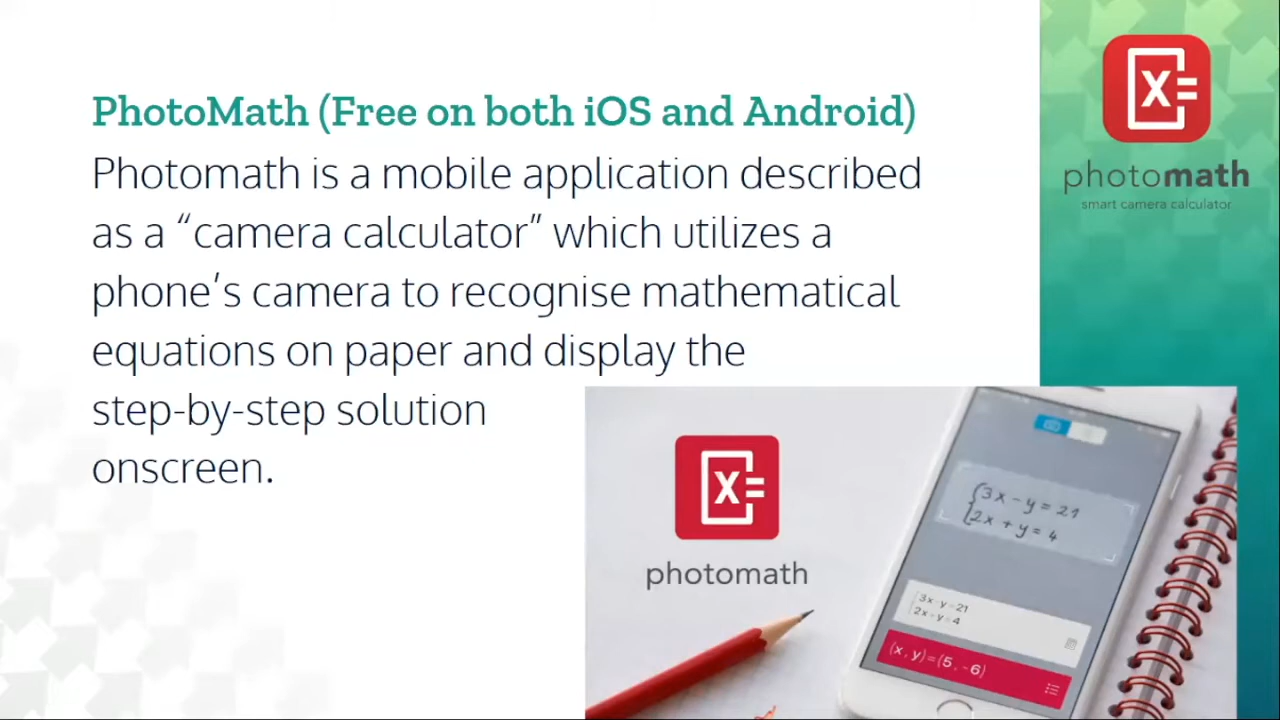 PhotoMath (Free on both iOS and Android)
Photomath is a mobile application described
as a “camera calculator” which utilizes a
phone’s camera to recognise mathematical
equations on paper and display the
step-by-step solution
onscreen.
X=
photomath
smart camera calculator
X=
photomath
3x - y = 21
2x + y = 4
3x-y=21
(x, y)=(5, -6)